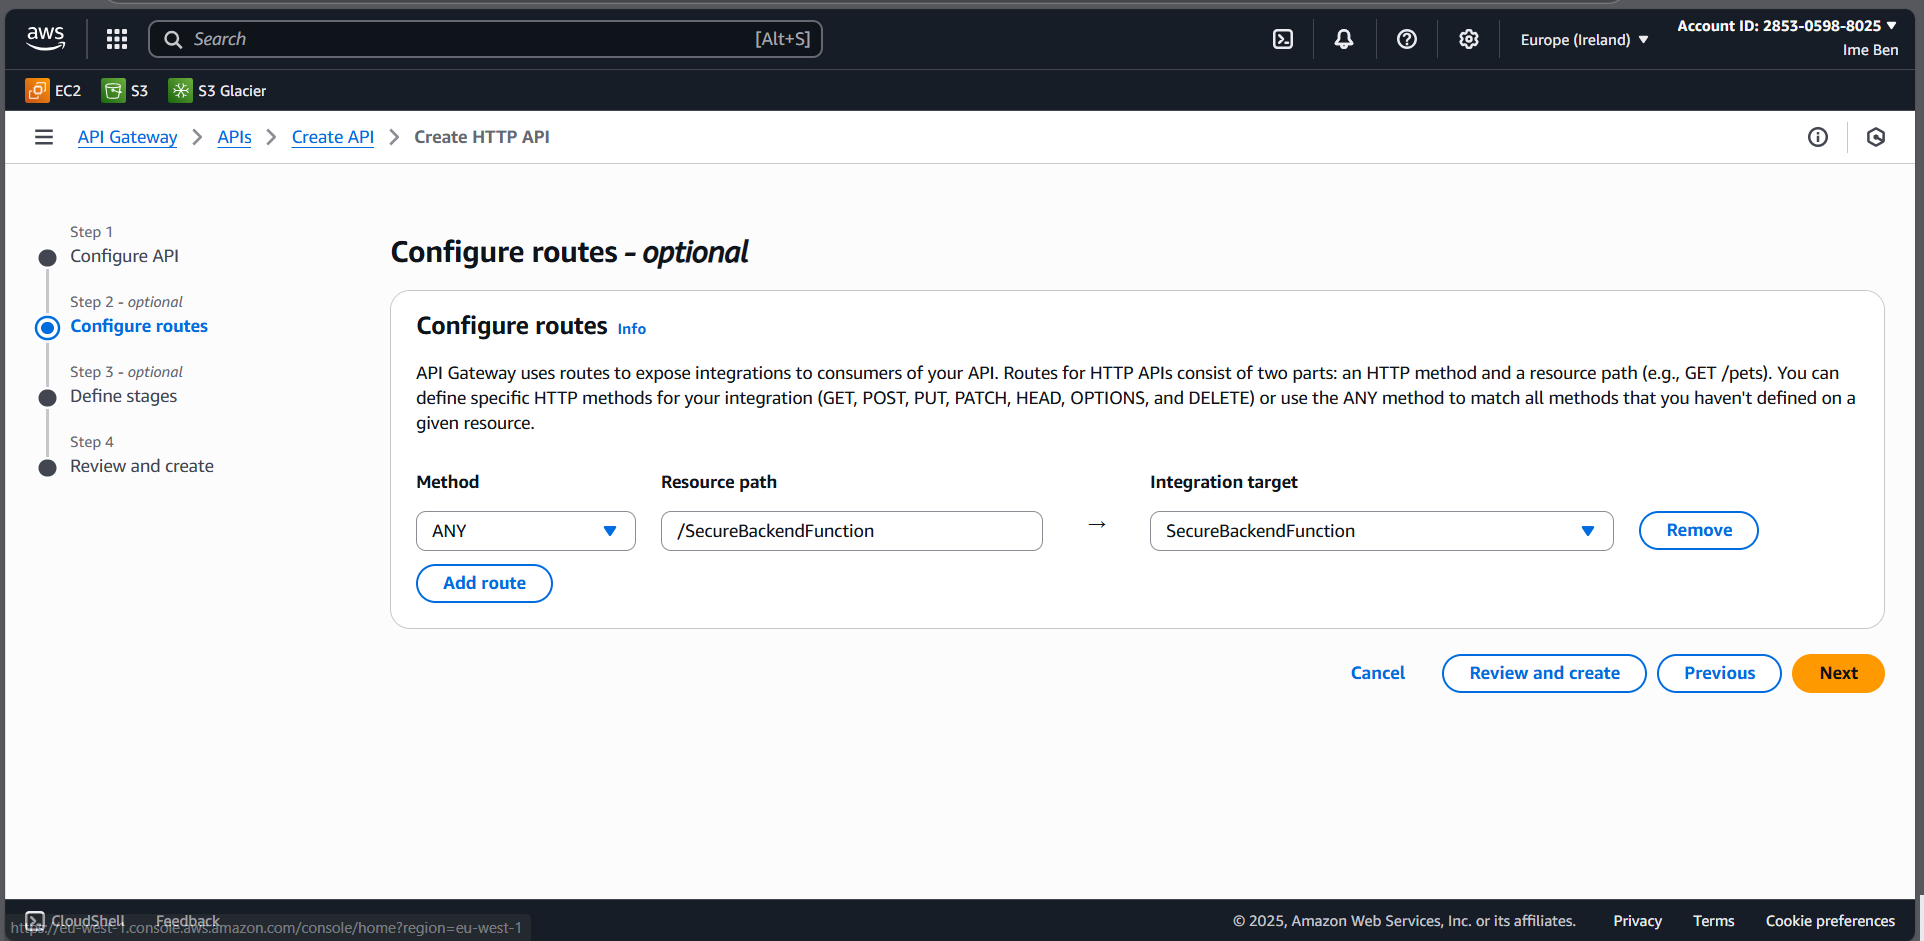 aws
Search
[Alt+S]
Europe (Ireland)
Account ID: 2853-0598-8025
Ime Ben
EC2
S3
S3 Glacier
API Gateway
APIs
Create API
Create HTTP API
Step 1
Configure API
Step 2 - optional
Configure routes
Step 3 - optional
Define stages
Step 4
Review and create
Configure routes - optional
Configure routes Info
API Gateway uses routes to expose integrations to consumers of your API. Routes for HTTP APIs consist of two parts: an HTTP method and a resource path (e.g., GET /pets). You can
define specific HTTP methods for your integration (GET, POST, PUT, PATCH, HEAD, OPTIONS, and DELETE) or use the ANY method to match all methods that you haven't defined on a
given resource.
Method
Resource path
Integration target
ANY
/SecureBackendFunction
→
SecureBackendFunction
Remove
Add route
Cancel
Review and create
Previous
Next
CloudShell
Feedback
https://eu-west-1.console.aws.amazon.com/console/home?region=eu-west-1
© 2025, Amazon Web Services, Inc. or its affiliates.
Privacy
Terms
Cookie preferences